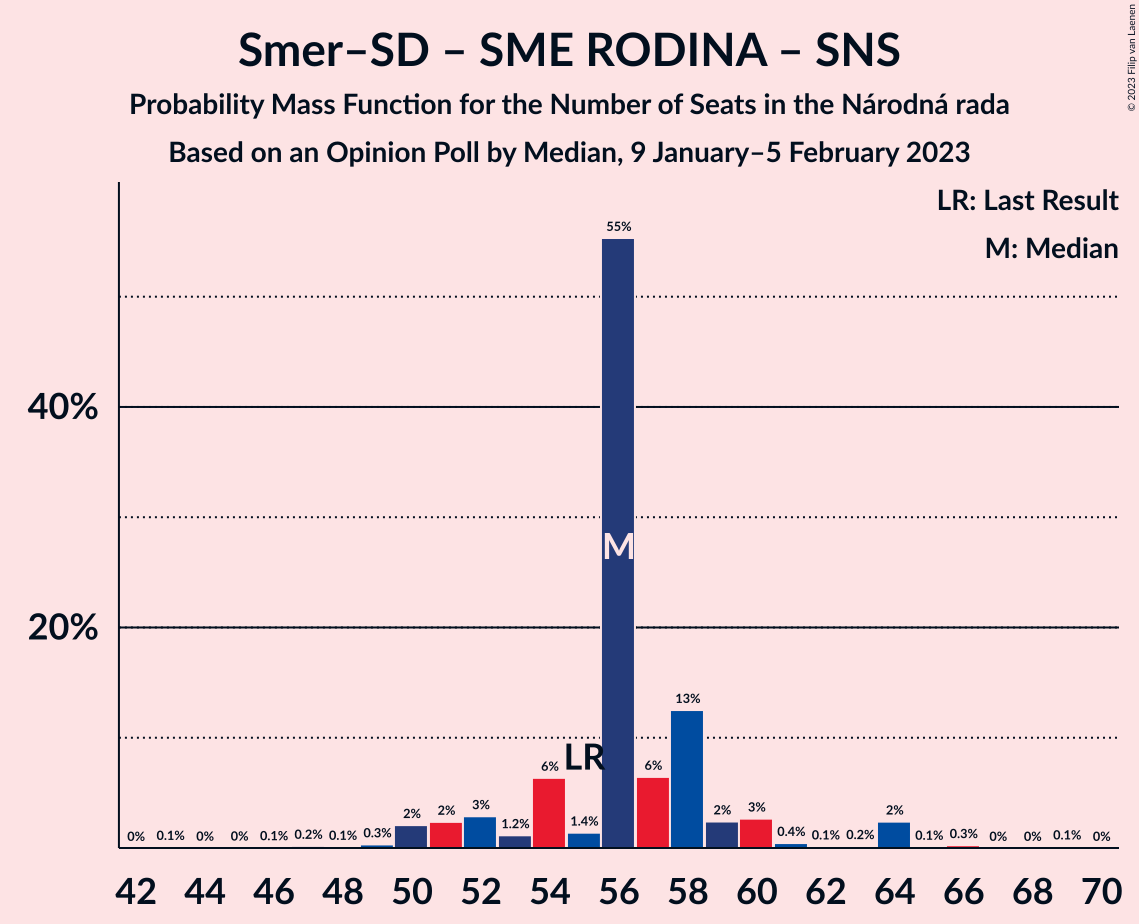 Smer–SD – SME RODINA – SNS
Probability Mass Function for the Number of Seats in the Národná rada
Based on an Opinion Poll by Median, 9 January–5 February 2023
© 2023 Filip van Laenen
LR: Last Result
M: Median
40%
20%
0% 0.1% 0% 0% 0.1% 0.2% 0.1% 0.3% 2% 2% 3% 1.2% 6% 1.4% 55% 6% 13% 2% 3% 0.4% 0.1% 0.2% 2% 0.1% 0.3% 0% 0% 0.1% 0%
LR
M
42 44 46 48 50 52 54 56 58 60 62 64 66 68 70